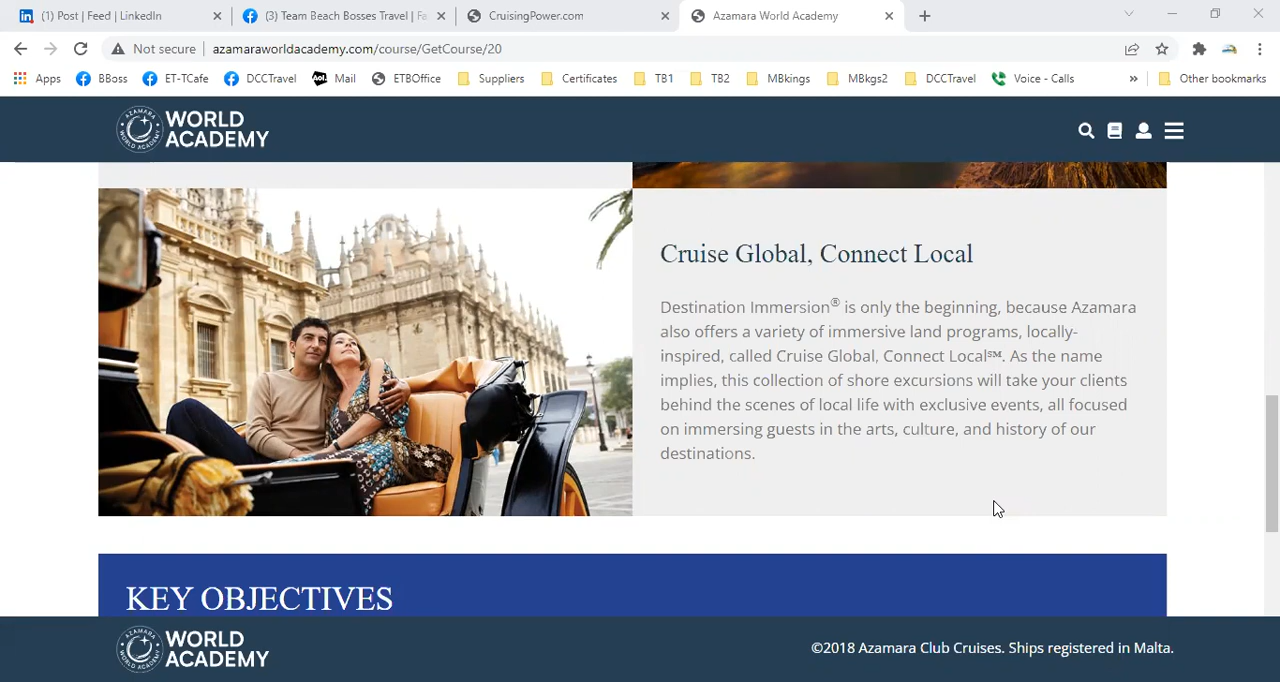 (1) Post | Feed | LinkedIn
(3) Team Beach Bosses Travel | Fa
CruisingPower.com
Azamara World Academy
Not secure
azamaraworldacademy.com/course/GetCourse/20
Apps
BBoss
ET-TCafe
DCCTravel
Aol.
Mail
ETBOffice
Suppliers
Certificates
TB1
TB2
MBkings
MBkgs2
DCCTravel
Voice - Calls
»
Other bookmarks
WORLD
ACADEMY
Cruise Global, Connect Local
Destination Immersion® is only the beginning, because Azamara
also offers a variety of immersive land programs, locally-
inspired, called Cruise Global, Connect Local℠. As the name
implies, this collection of shore excursions will take your clients
behind the scenes of local life with exclusive events, all focused
on immersing guests in the arts, culture, and history of our
destinations.
KEY OBJECTIVES
WORLD
ACADEMY
©2018 Azamara Club Cruises. Ships registered in Malta.